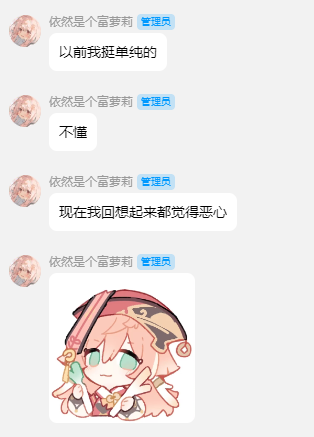 依然是个富萝莉 管理员
以前我挺单纯的
依然是个富萝莉 管理员
不懂
依然是个富萝莉 管理员
现在我回想起来都觉得恶心
依然是个富萝莉 管理员